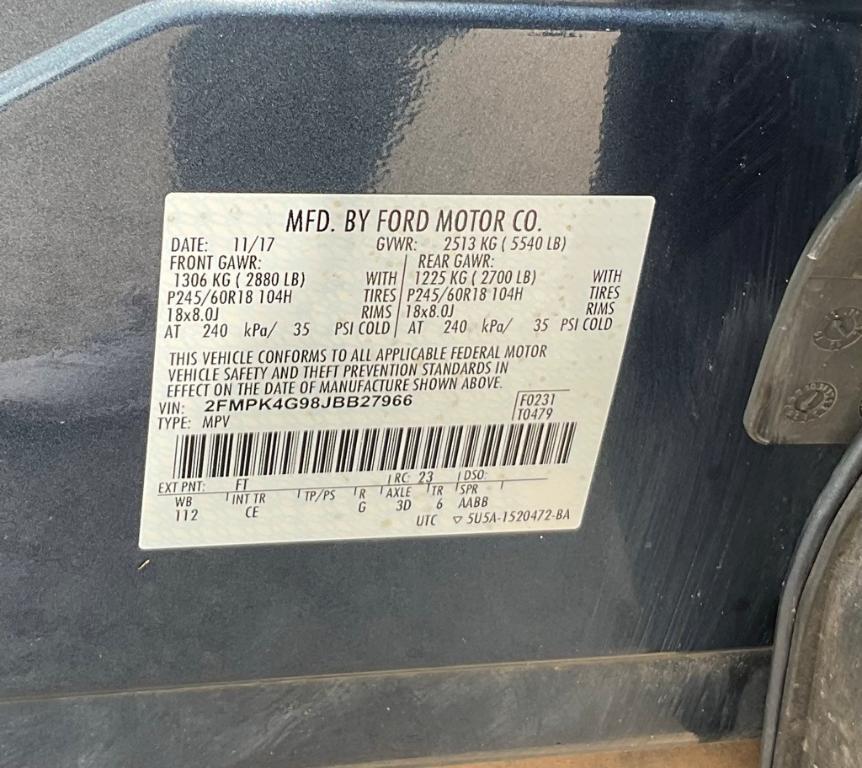 MFD. BY FORD MOTOR CO.
DATE: 11/17 GVWR: 2513 KG ( 5540 LB)
FRONT GAWR: REAR GAWR:
1306 KG ( 2880 LB) WITH 1225 KG ( 2700 LB) WITH
P245/60R18 104H TIRES P245/60R18 104H TIRES
18x8.0J RIMS 18x8.0J RIMS
AT 240 kPa/ 35 PSI COLD AT 240 kPa/ 35 PSI COLD
THIS VEHICLE CONFORMS TO ALL APPLICABLE FEDERAL MOTOR
VEHICLE SAFETY AND THEFT PREVENTION STANDARDS IN
EFFECT ON THE DATE OF MANUFACTURE SHOWN ABOVE.
VIN: 2FMPK4G98JBB27966 F0231
TYPE: MPV T0479
EXT PNT: FT RC: 23 DSO:
WB INT TR TP/PS R AXLE TR SPR
112 CE G 3D 6 AABB
UTC ▽ 5U5A-1520472-BA